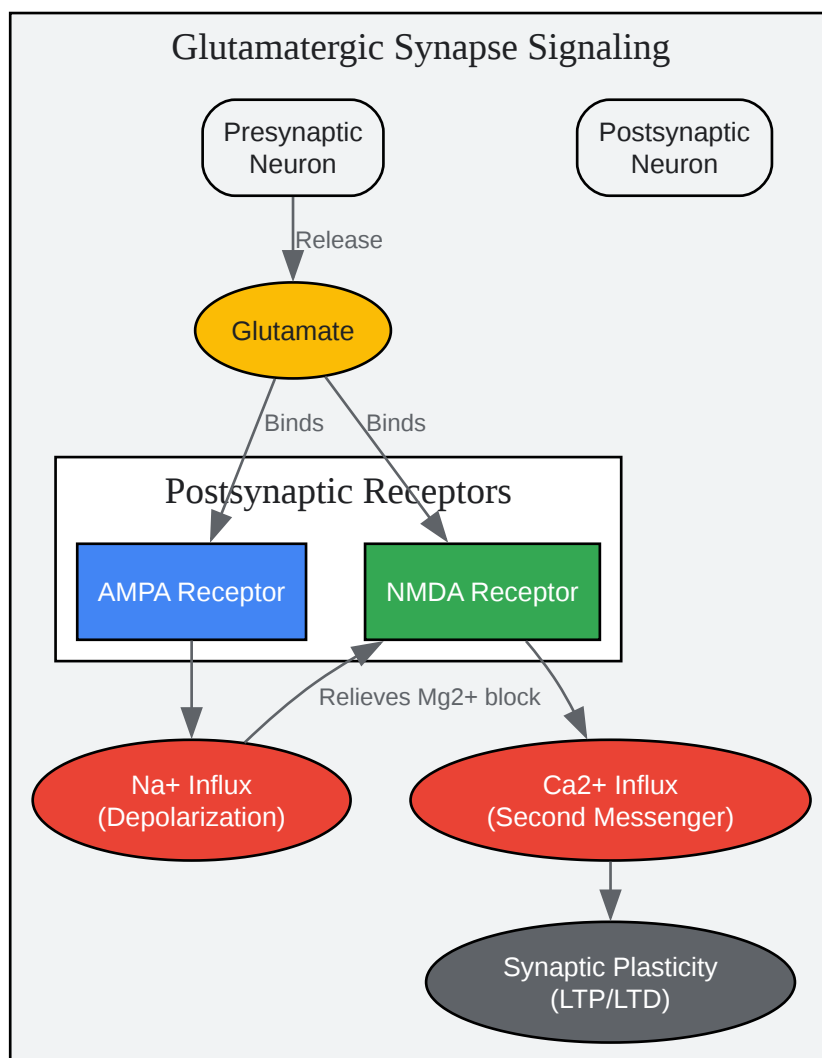 Glutamatergic Synapse Signaling
Presynaptic
Neuron
Postsynaptic
Neuron
Release
Glutamate
Binds
Binds
Postsynaptic Receptors
AMPA Receptor
NMDA Receptor
Relieves Mg2+ block
Na+ Influx
(Depolarization)
Ca2+ Influx
(Second Messenger)
Synaptic Plasticity
(LTP/LTD)